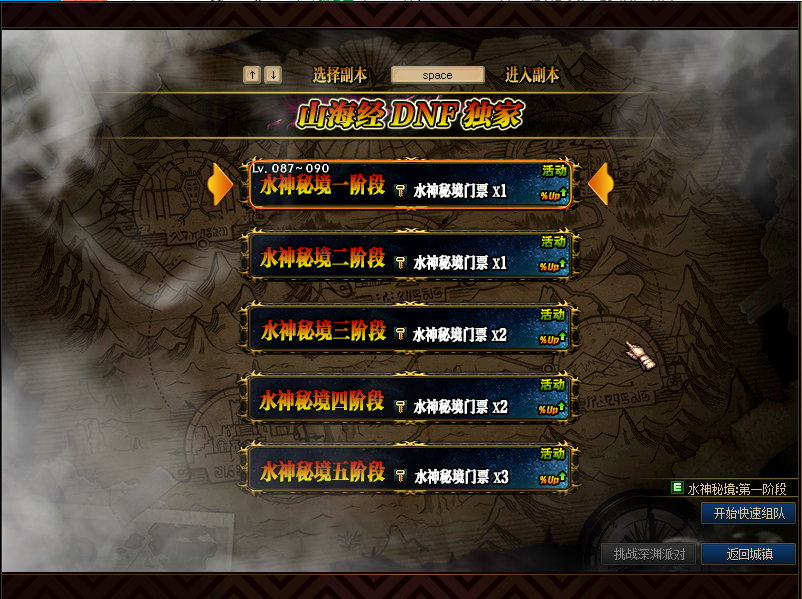 ↑ ↓ 选择副本 space 进入副本
山海经 DNF 独家
Lv. 087~090
活动
水神秘境一阶段 水神秘境门票 x1
%Up
活动
水神秘境二阶段 水神秘境门票 x1
%Up
活动
水神秘境三阶段 水神秘境门票 x2
%Up
活动
水神秘境四阶段 水神秘境门票 x2
%Up
活动
水神秘境五阶段 水神秘境门票 x3
%Up
E 水神秘境:第一阶段
开始快速组队
挑战深渊派对 返回城镇